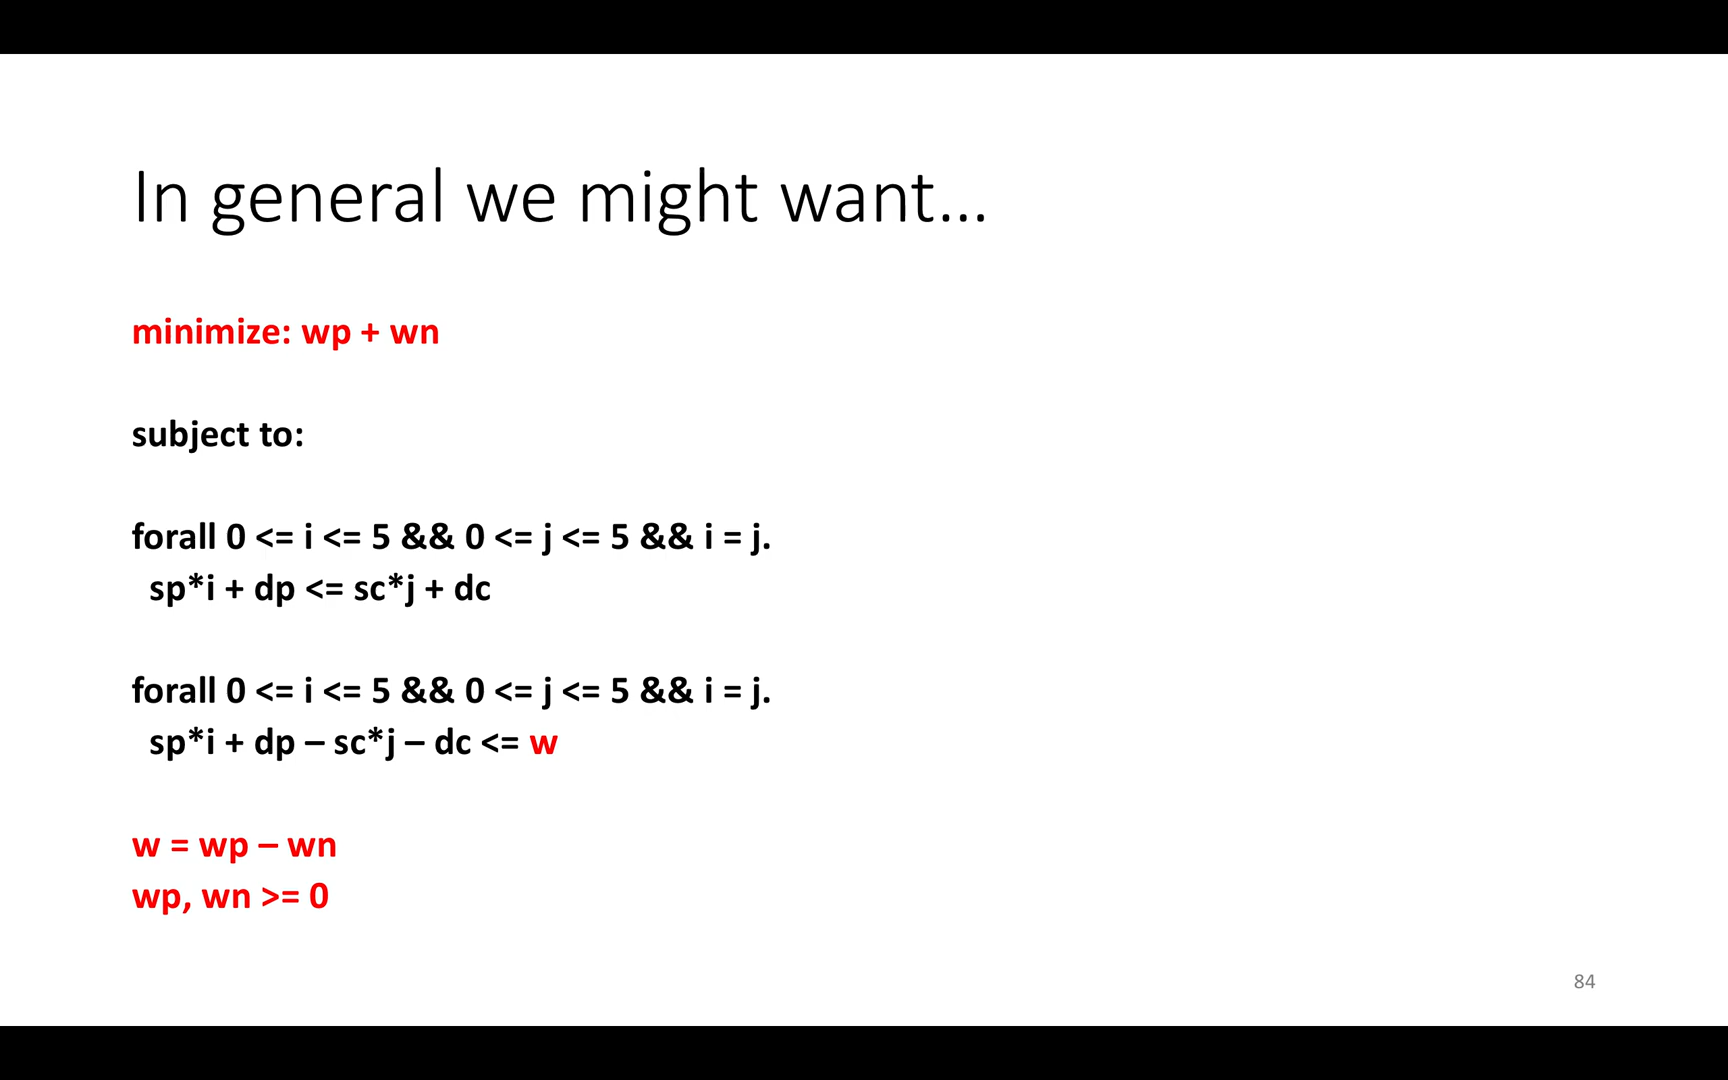 In general we might want...
minimize: wp + wn
subject to:
forall 0 <= i <= 5 && 0 <= j <= 5 && i = j.
sp*i + dp <= sc*j + dc
forall 0 <= i <= 5 && 0 <= j <= 5 && i = j.
sp*i + dp – sc*j – dc <= w
w = wp – wn
wp, wn >= 0
84